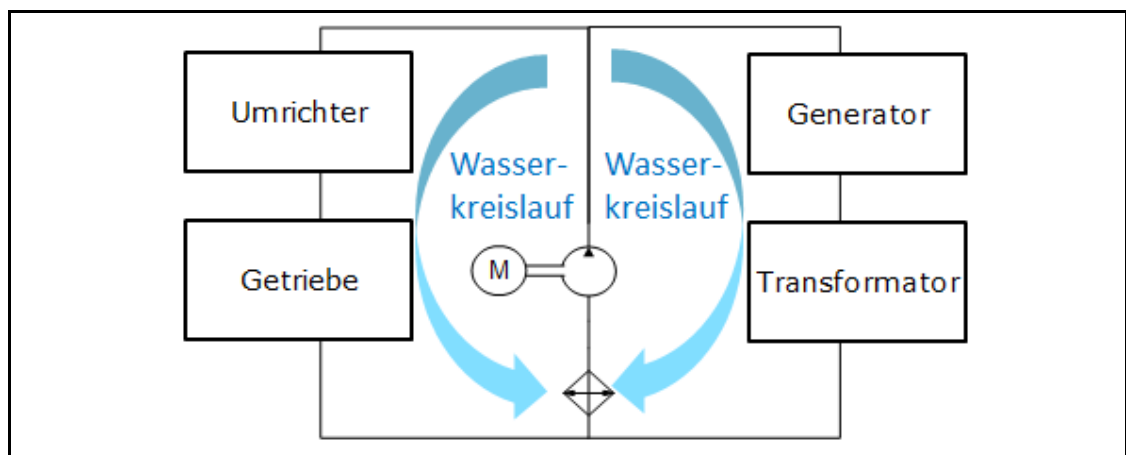 Umrichter
Generator
Wasser-
kreislauf
Wasser-
kreislauf
Getriebe
M
Transformator